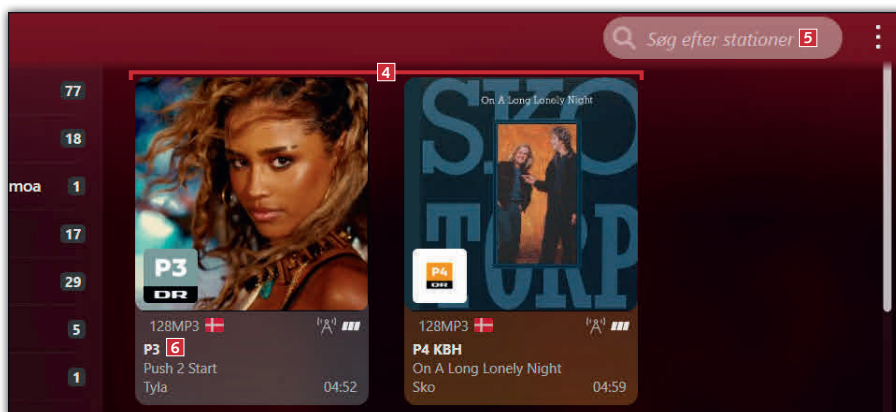 Søg efter stationer 5
4
77
18
moa 1
17
29
5
1
P3
DR
128MP3
P3 6
Push 2 Start
Tyla 04:52
On A Long Lonely Night
SKO
TORP
P4
DR
128MP3
P4 KBH
On A Long Lonely Night
Sko 04:59